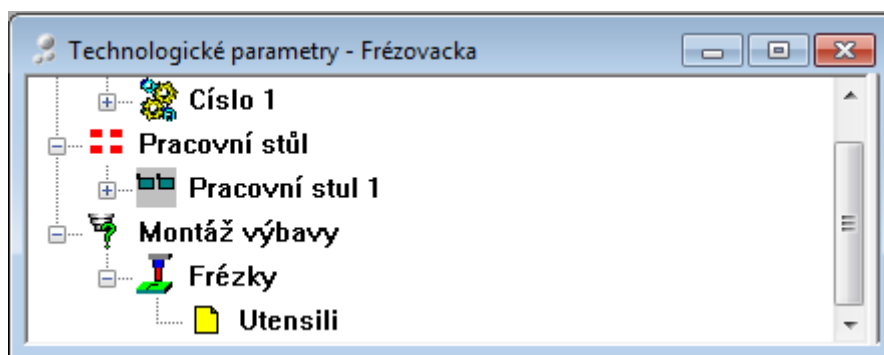 Technologické parametry - Frézovacka
Císlo 1
Pracovní stůl
Pracovní stul 1
Montáž výbavy
Frézky
Utensili